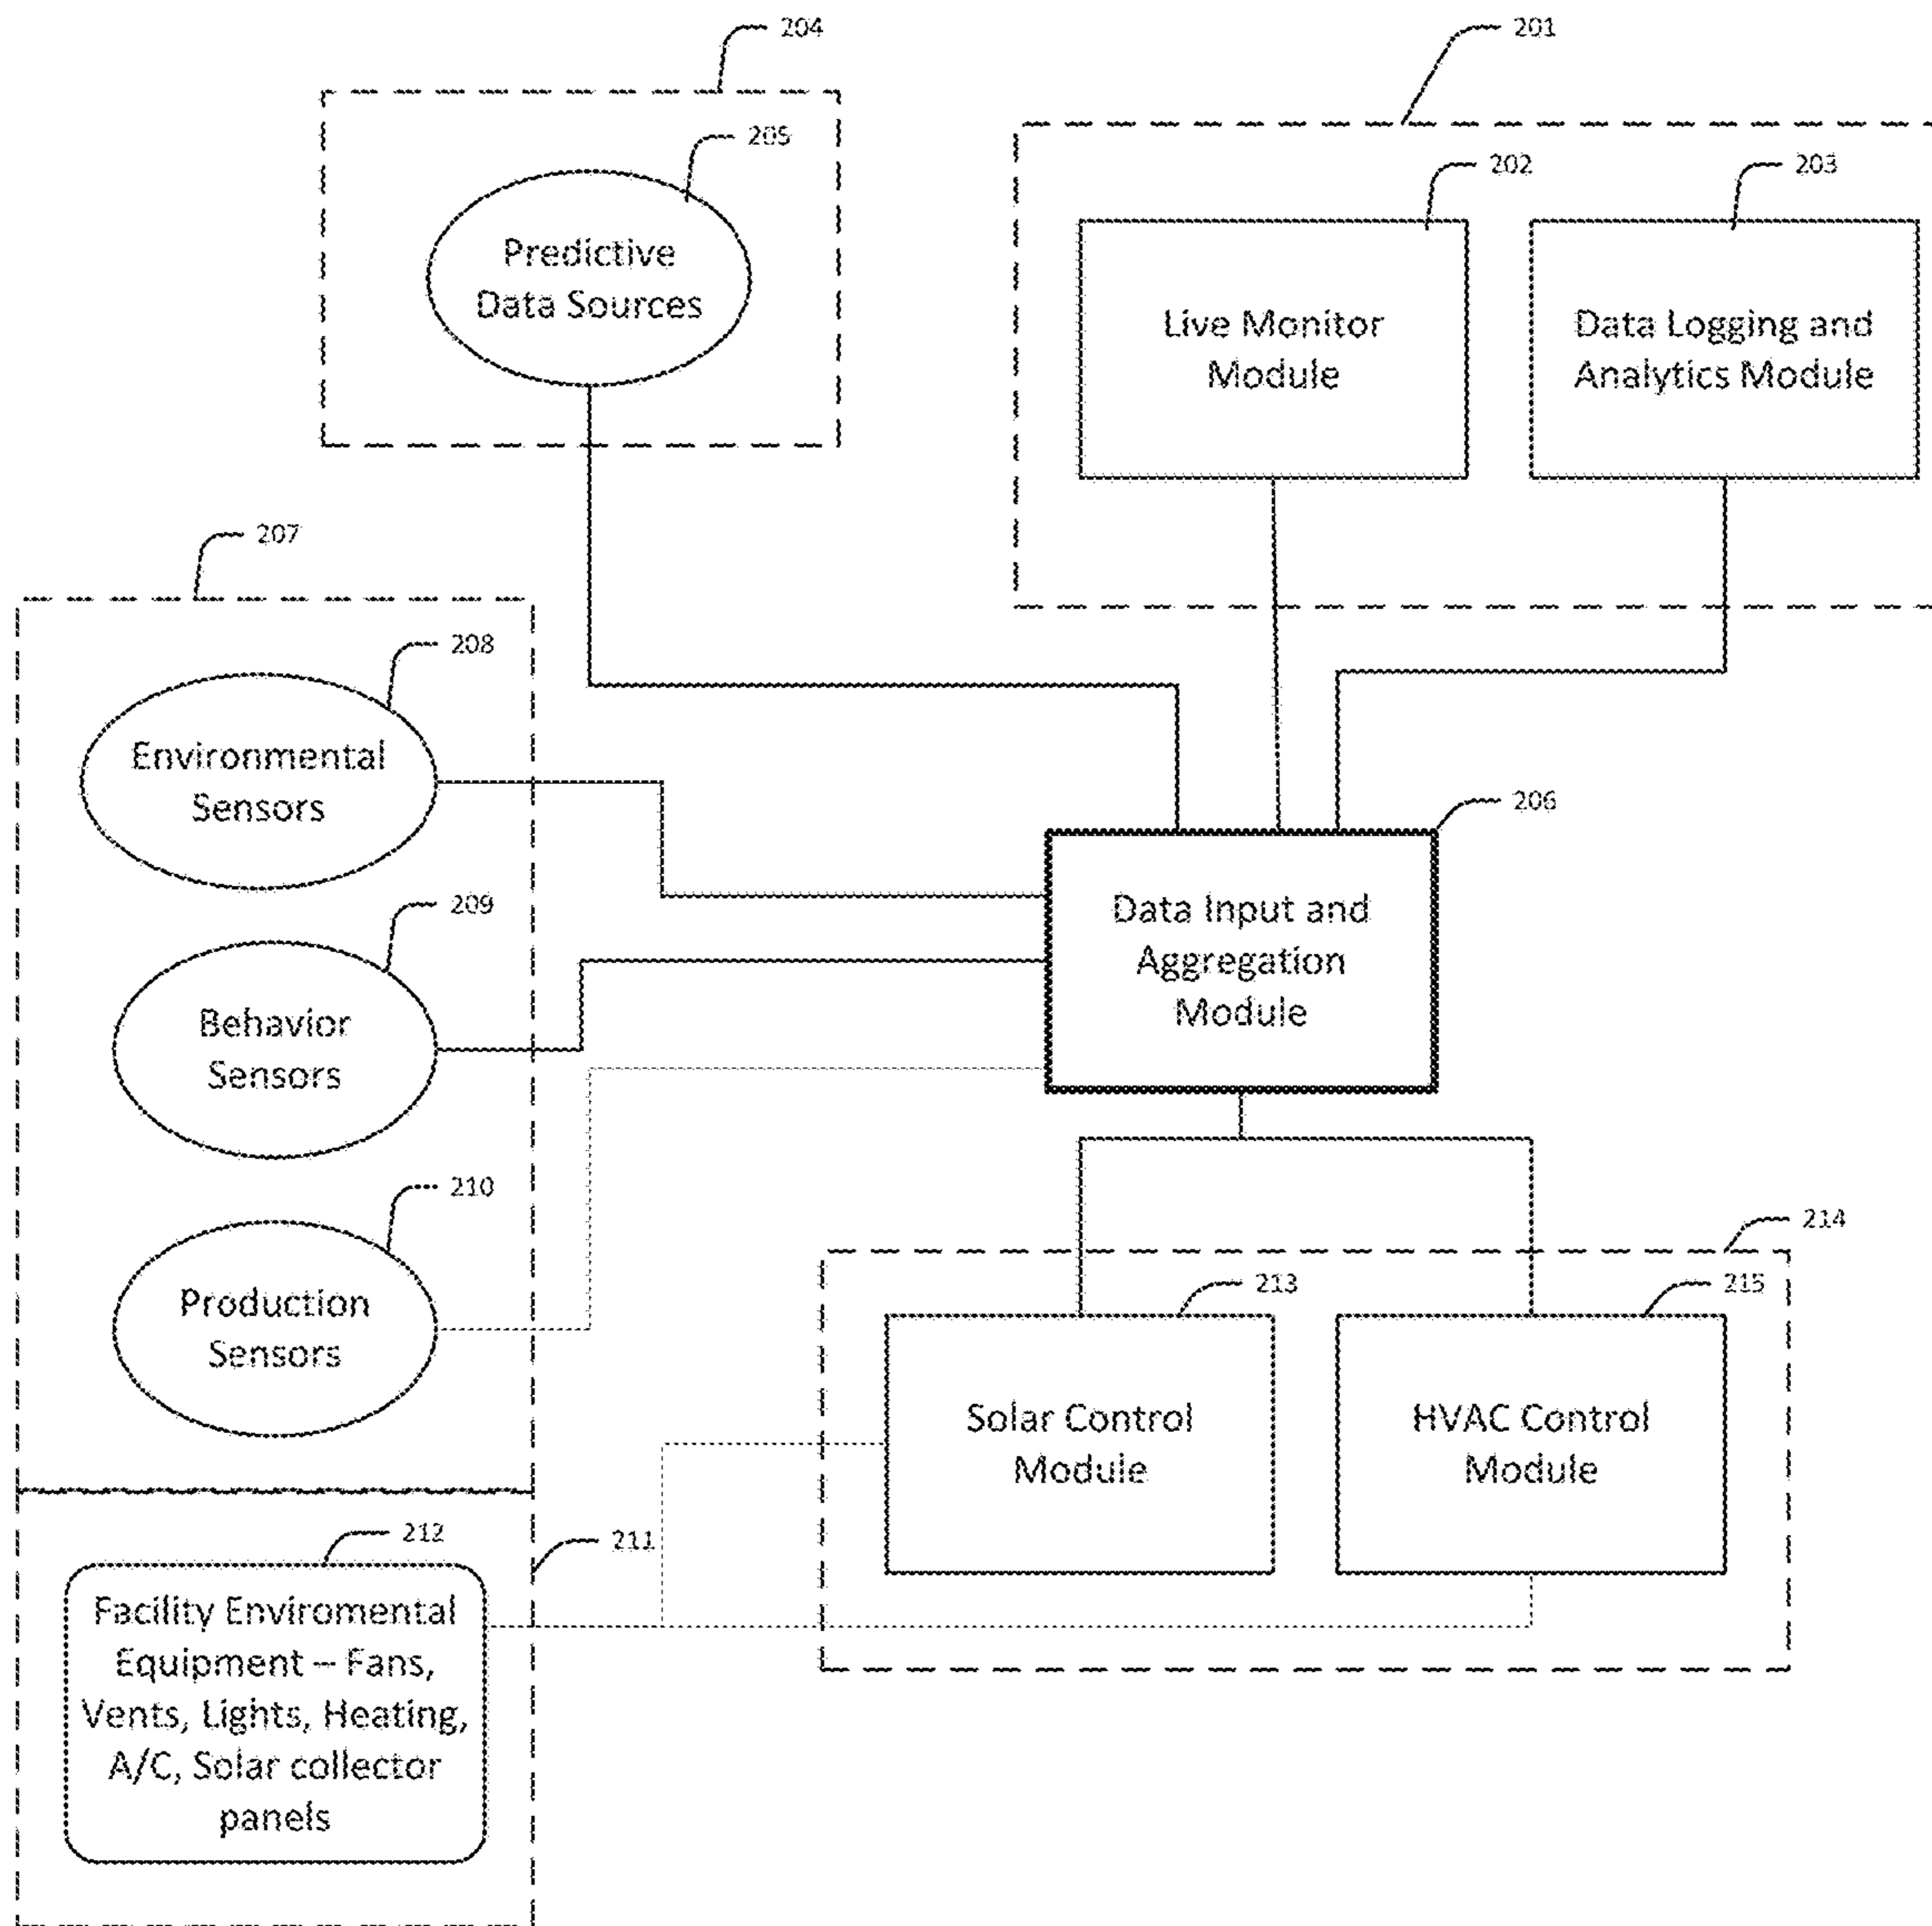 204
201
205
202
203
Predictive
Data Sources
Live Monitor
Module
Data Logging and
Analytics Module
207
208
Environmental
Sensors
206
209
Data Input and
Aggregation
Module
Behavior
Sensors
210
214
213
215
Production
Sensors
Solar Control
Module
HVAC Control
Module
212
211
Facility Enviromental
Equipment – Fans,
Vents, Lights, Heating,
A/C, Solar collector
panels